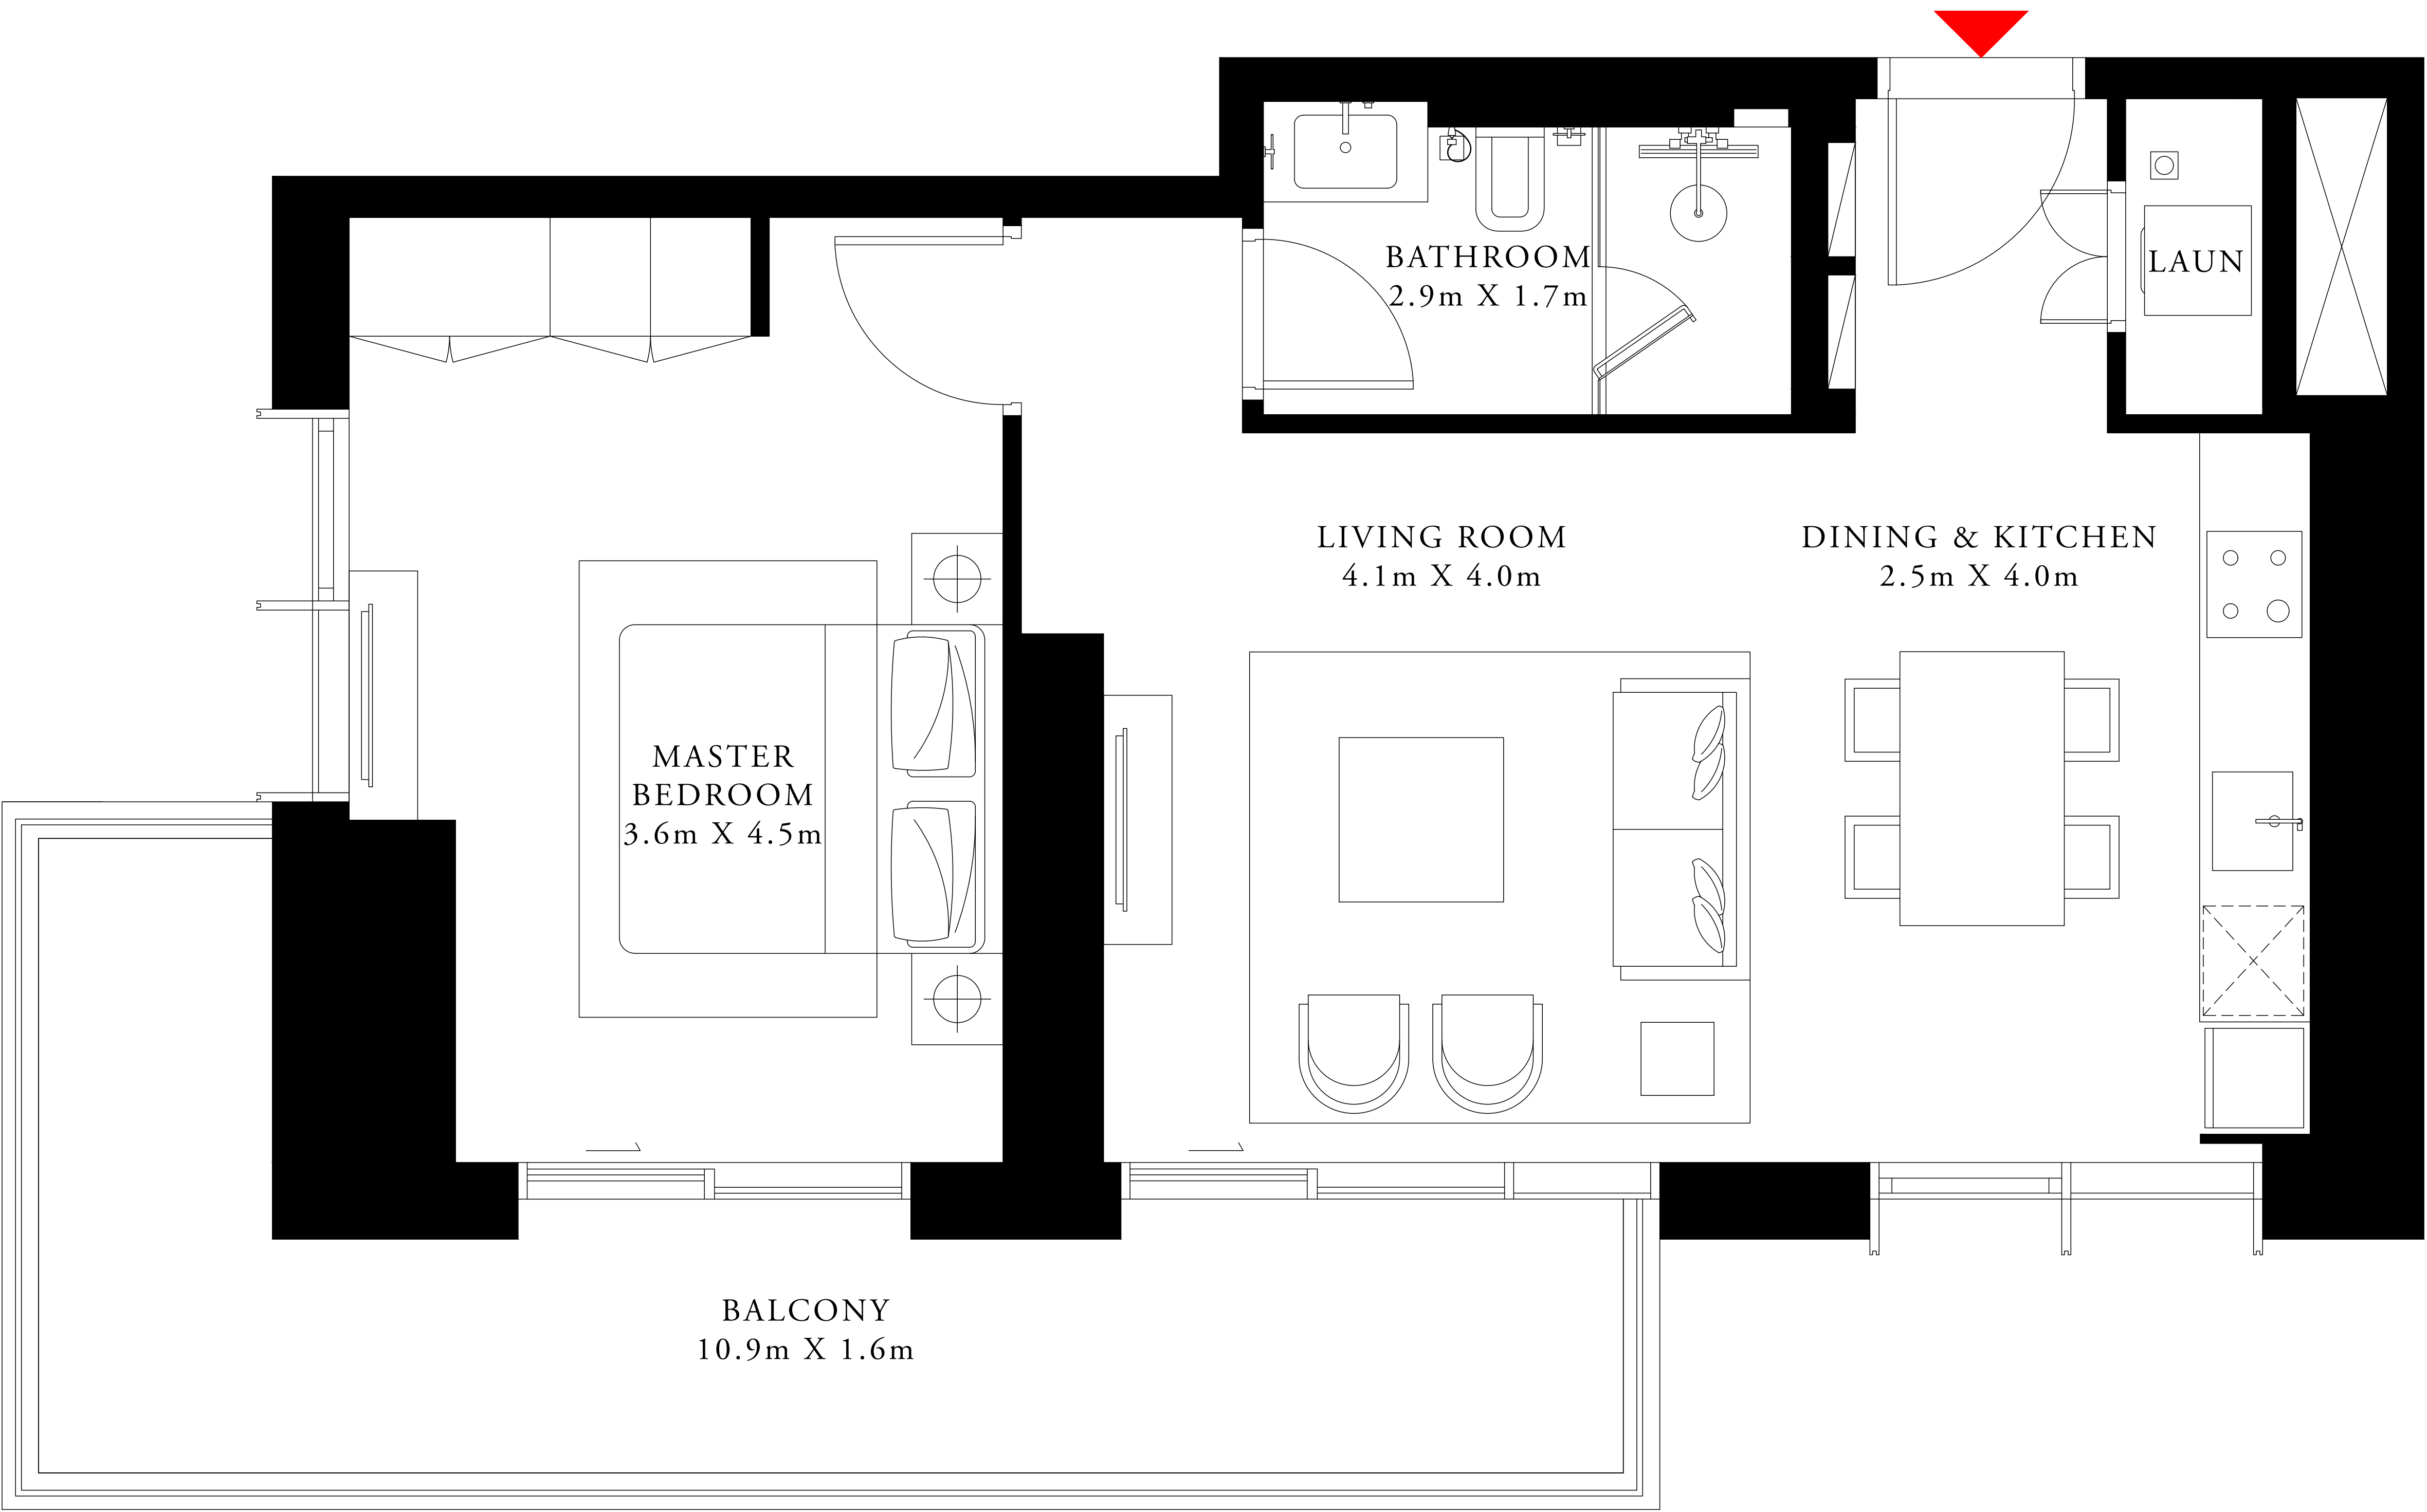 BATHROOM
2.9m X 1.7m
LAUN
LIVING ROOM
4.1m X 4.0m
DINING & KITCHEN
2.5m X 4.0m
MASTER
BEDROOM
3.6m X 4.5m
BALCONY
10.9m X 1.6m